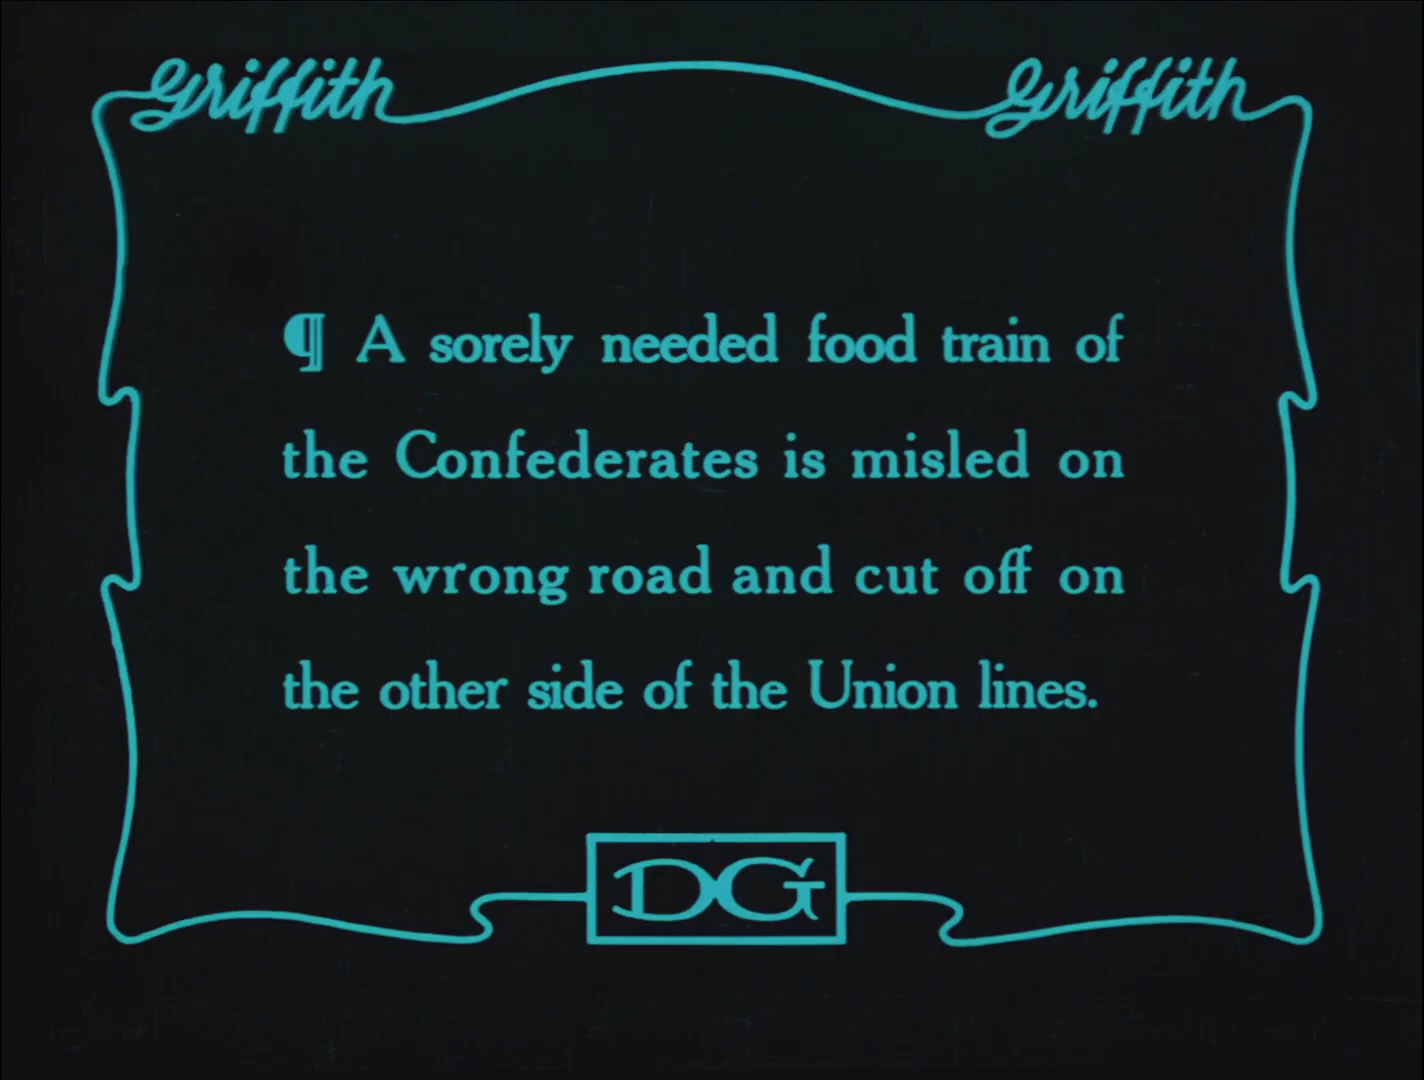 Griffith Griffith
¶ A sorely needed food train of
the Confederates is misled on
the wrong road and cut off on
the other side of the Union lines.
DG